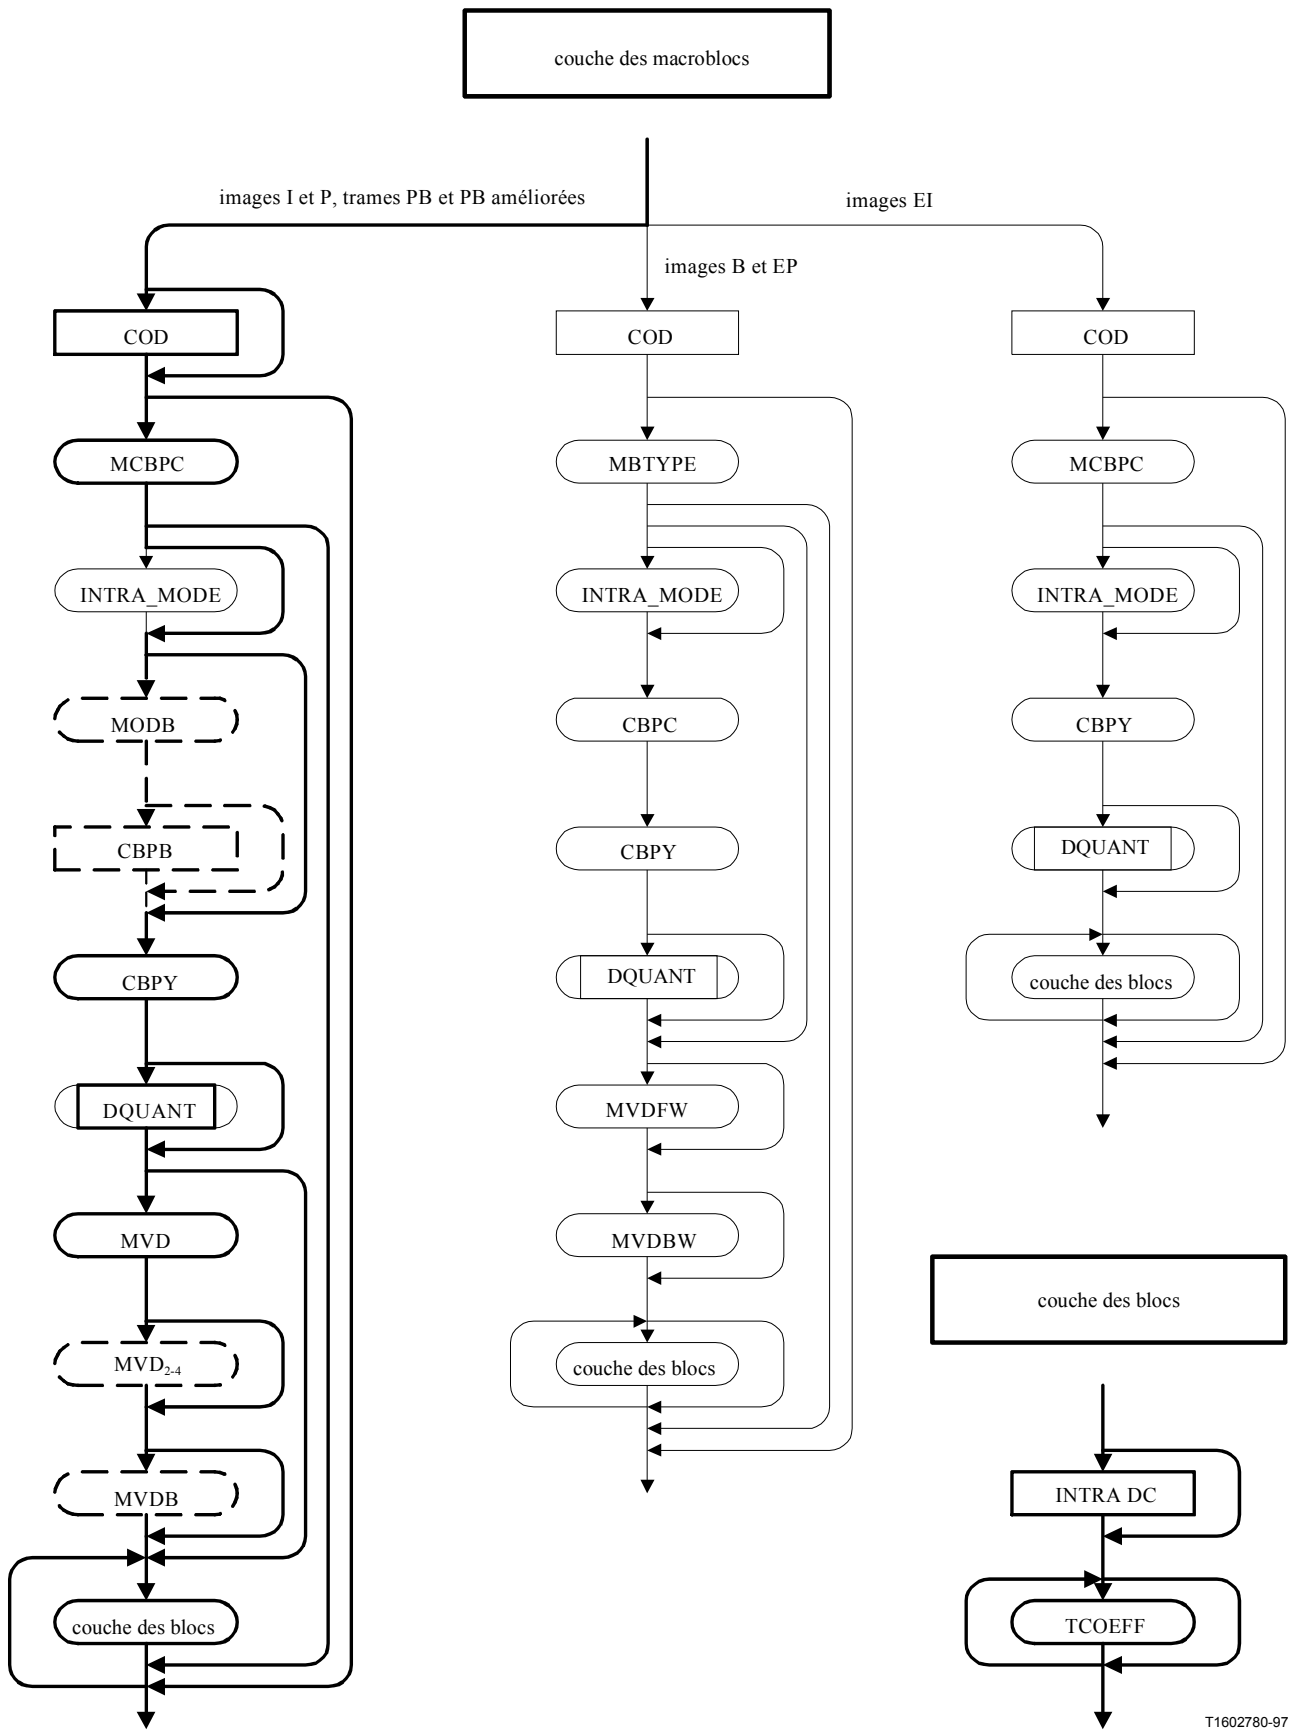 couche des macroblocs
images I et P, trames PB et PB améliorées
images EI
images B et EP
COD
MCBPC
INTRA_MODE
MODB
CBPB
CBPY
DQUANT
MVD
MVD2-4
MVDB
couche des blocs
COD
MBTYPE
INTRA_MODE
CBPC
CBPY
DQUANT
MVDFW
MVDBW
couche des blocs
COD
MCBPC
INTRA_MODE
CBPY
DQUANT
couche des blocs
couche des blocs
INTRA DC
TCOEFF
T1602780-97